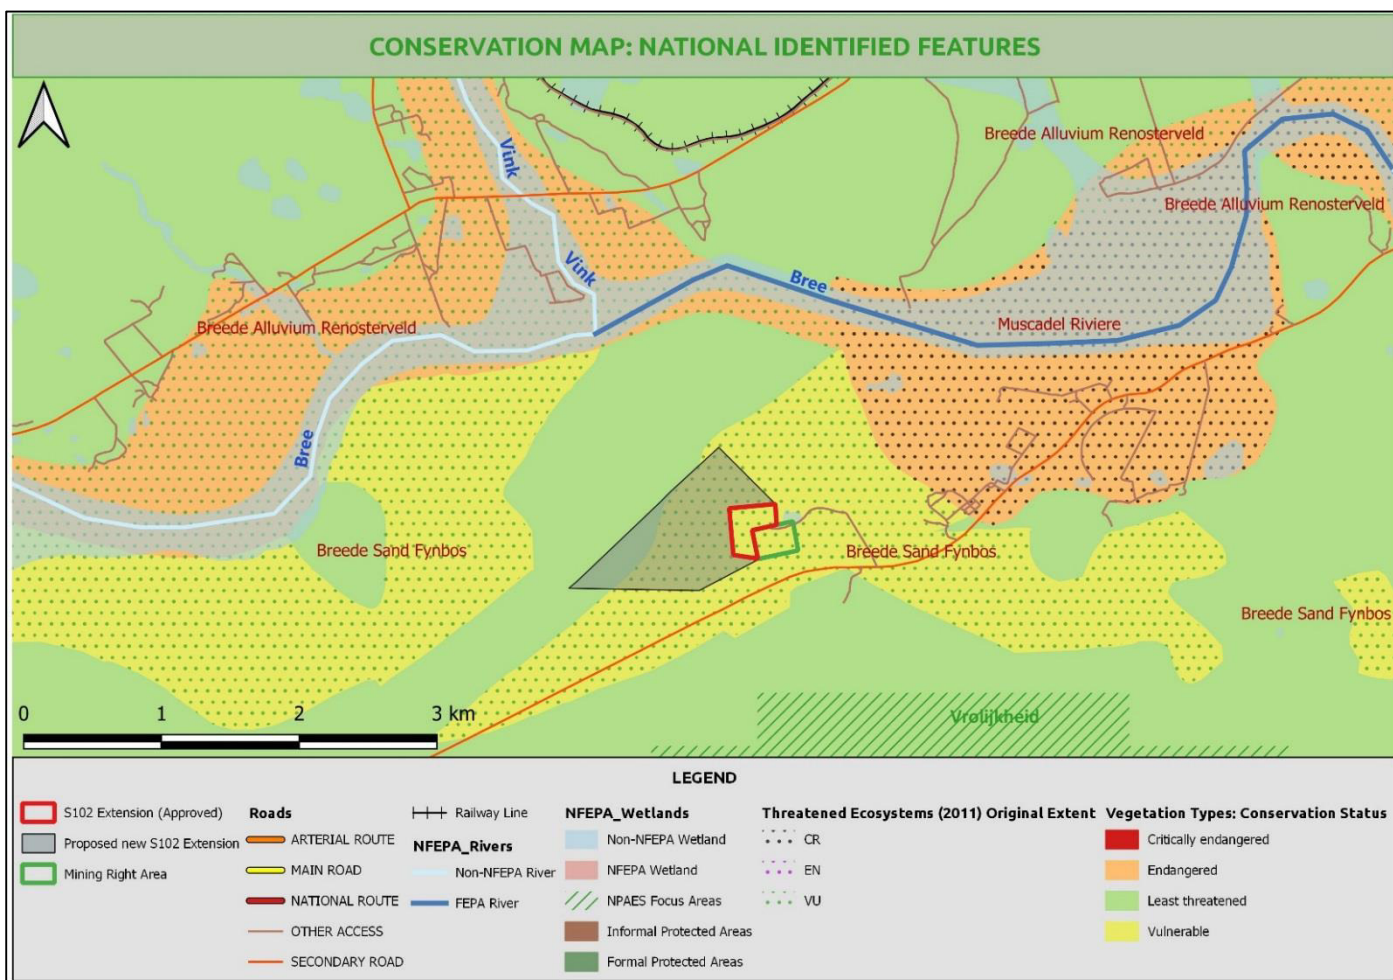 CONSERVATION MAP: NATIONAL IDENTIFIED FEATURES
Breede Alluvium Renosterveld
Vink
Breede Alluvium Renosterveld
Vink
Bree
Breede Alluvium Renosterveld
Muscadel Riviere
Bree
Breede Sand Fynbos
Breede Sand Fynbos
Breede Sand Fynbos
0 1 2 3 km
Vrolijkheid
LEGEND
S102 Extension (Approved)
Proposed new S102 Extension
Mining Right Area
Roads
ARTERIAL ROUTE
MAIN ROAD
NATIONAL ROUTE
OTHER ACCESS
SECONDARY ROAD
Railway Line
NFEPA_Rivers
Non-NFEPA River
FEPA River
NFEPA_Wetlands
Non-NFEPA Wetland
NFEPA Wetland
NPAES Focus Areas
Informal Protected Areas
Formal Protected Areas
Threatened Ecosystems (2011) Original Extent
CR
EN
VU
Vegetation Types: Conservation Status
Critically endangered
Endangered
Least threatened
Vulnerable